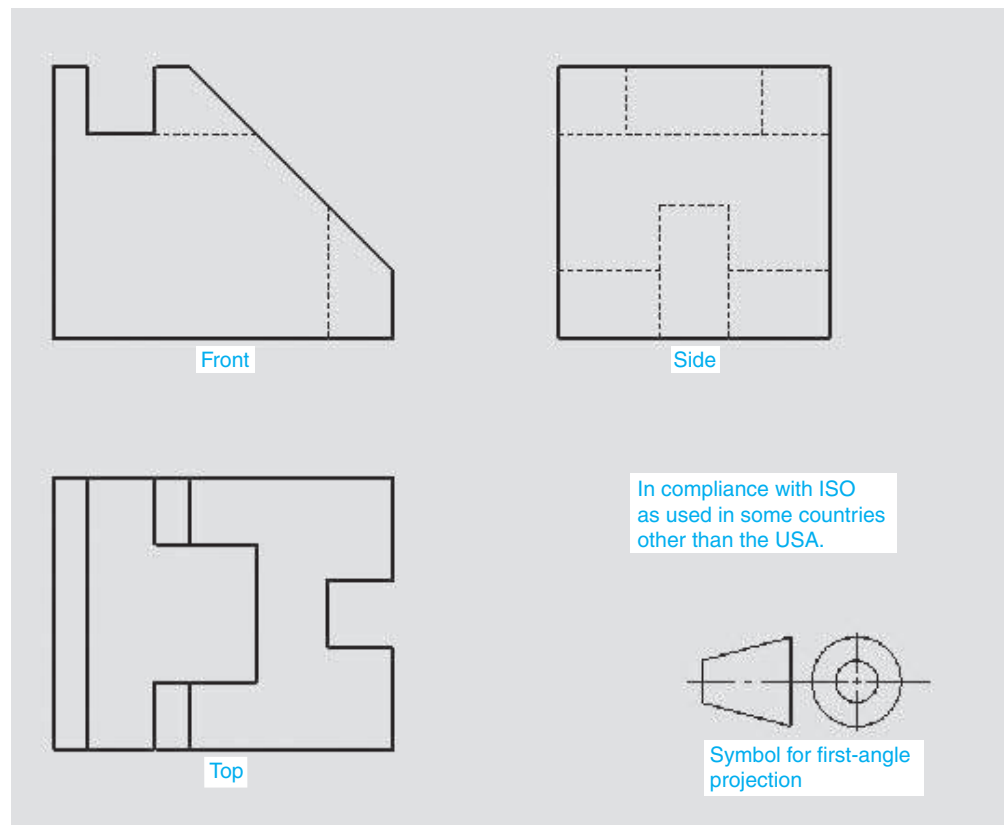 Front
Side
Top
In compliance with ISO
as used in some countries
other than the USA.
Symbol for first-angle
projection